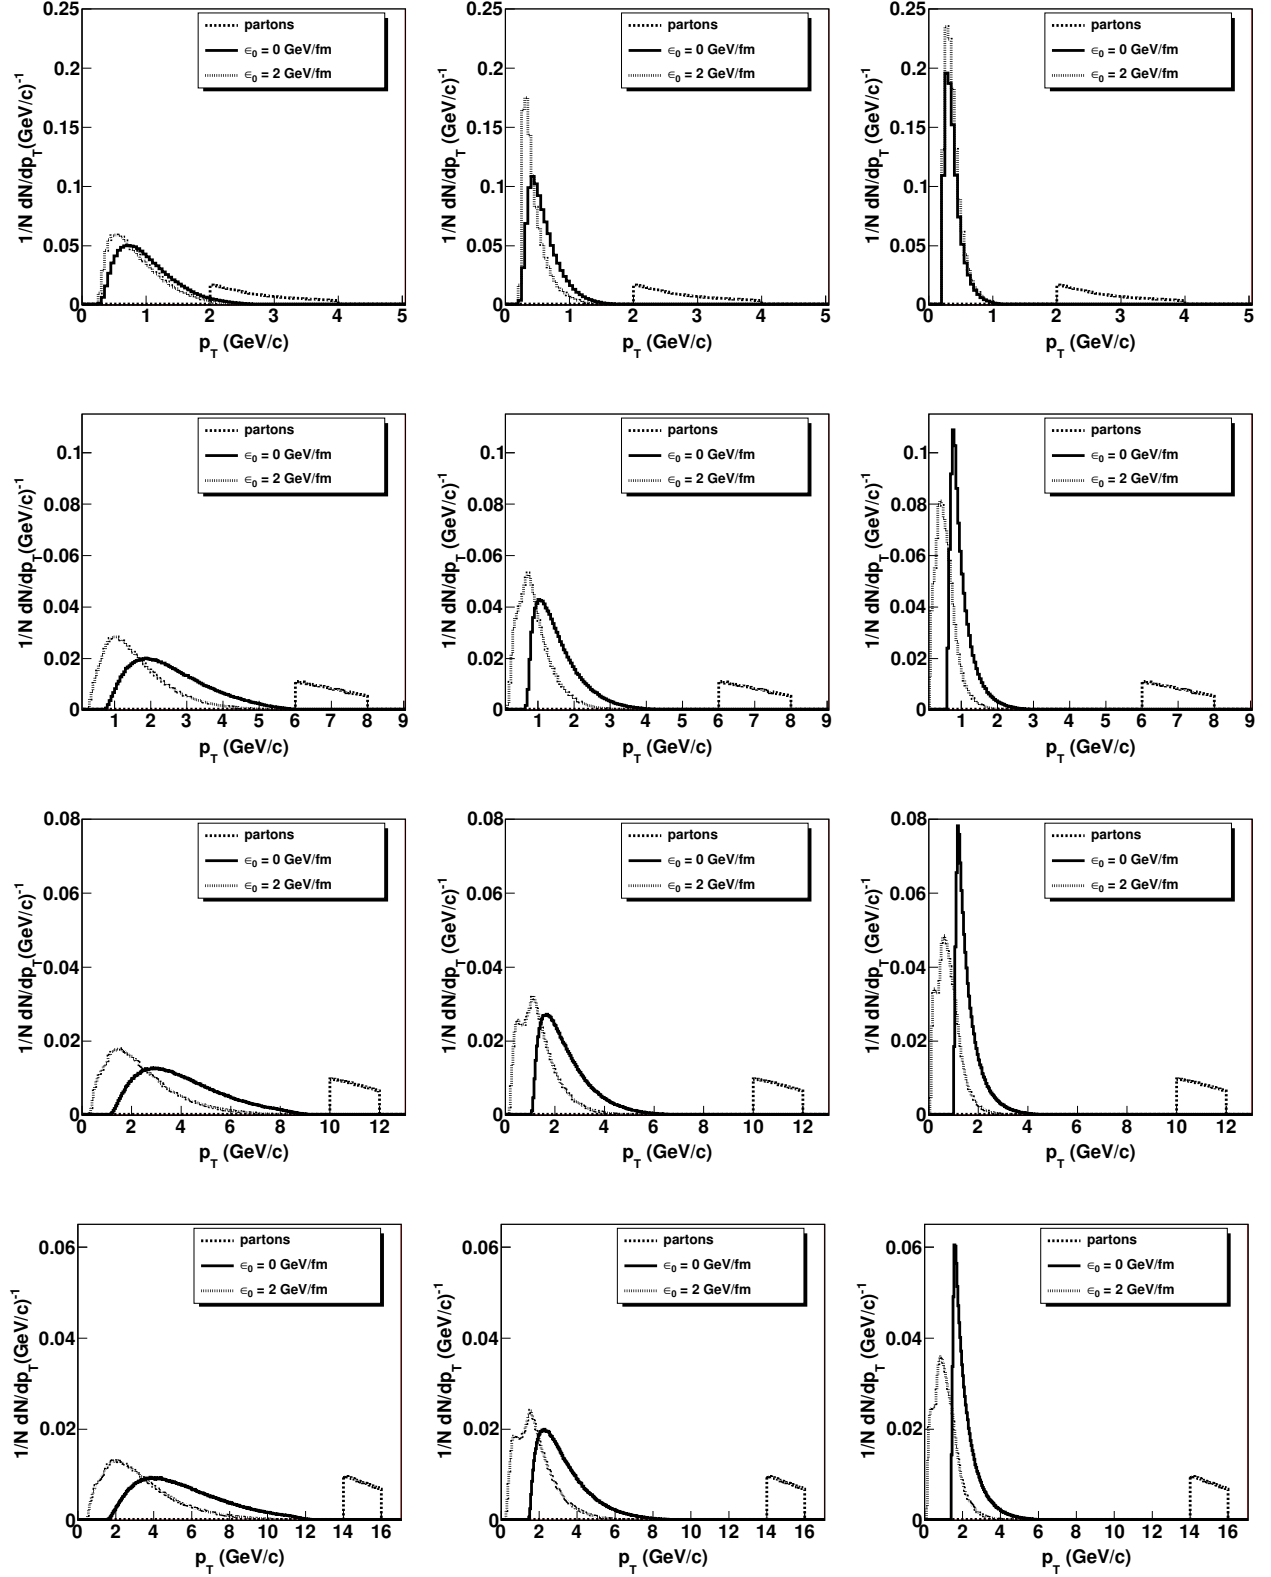 0.25
0.2
0.15
0.1
0.05
0
1/N dN/dp_T(GeV/c)^-1
partons
ϵ₀ = 0 GeV/fm
ϵ₀ = 2 GeV/fm
0 1 2 3 4 5
p_T (GeV/c)
0.25
0.2
0.15
0.1
0.05
0
1/N dN/dp_T (GeV/c)^-1
partons
ϵ₀ = 0 GeV/fm
ϵ₀ = 2 GeV/fm
0 1 2 3 4 5
p_T (GeV/c)
0.25
0.2
0.15
0.1
0.05
0
1/N dN/dp_T (GeV/c)^-1
partons
ϵ₀ = 0 GeV/fm
ϵ₀ = 2 GeV/fm
0 1 2 3 4 5
p_T (GeV/c)
0.1
0.08
0.06
0.04
0.02
0
1/N dN/dp_T(GeV/c)^-1
partons
ϵ₀ = 0 GeV/fm
ϵ₀ = 2 GeV/fm
1 2 3 4 5 6 7 8 9
p_T (GeV/c)
0.1
0.08
0.06
0.04
0.02
0
1/N dN/dp_T (GeV/c)^-1
partons
ϵ₀ = 0 GeV/fm
ϵ₀ = 2 GeV/fm
1 2 3 4 5 6 7 8 9
p_T (GeV/c)
0.1
0.08
0.06
0.04
0.02
0
1/N dN/dp_T (GeV/c)^-1
partons
ϵ₀ = 0 GeV/fm
ϵ₀ = 2 GeV/fm
1 2 3 4 5 6 7 8 9
p_T (GeV/c)
0.08
0.06
0.04
0.02
0
1/N dN/dp_T(GeV/c)^-1
partons
ϵ₀ = 0 GeV/fm
ϵ₀ = 2 GeV/fm
0 2 4 6 8 10 12
p_T (GeV/c)
0.08
0.06
0.04
0.02
0
1/N dN/dp_T (GeV/c)^-1
partons
ϵ₀ = 0 GeV/fm
ϵ₀ = 2 GeV/fm
0 2 4 6 8 10 12
p_T (GeV/c)
0.08
0.06
0.04
0.02
0
1/N dN/dp_T (GeV/c)^-1
partons
ϵ₀ = 0 GeV/fm
ϵ₀ = 2 GeV/fm
0 2 4 6 8 10 12
p_T (GeV/c)
0.06
0.04
0.02
0
1/N dN/dp_T(GeV/c)^-1
partons
ϵ₀ = 0 GeV/fm
ϵ₀ = 2 GeV/fm
0 2 4 6 8 10 12 14 16
p_T (GeV/c)
0.06
0.04
0.02
0
1/N dN/dp_T (GeV/c)^-1
partons
ϵ₀ = 0 GeV/fm
ϵ₀ = 2 GeV/fm
0 2 4 6 8 10 12 14 16
p_T (GeV/c)
0.06
0.04
0.02
0
1/N dN/dp_T (GeV/c)^-1
partons
ϵ₀ = 0 GeV/fm
ϵ₀ = 2 GeV/fm
0 2 4 6 8 10 12 14 16
p_T (GeV/c)